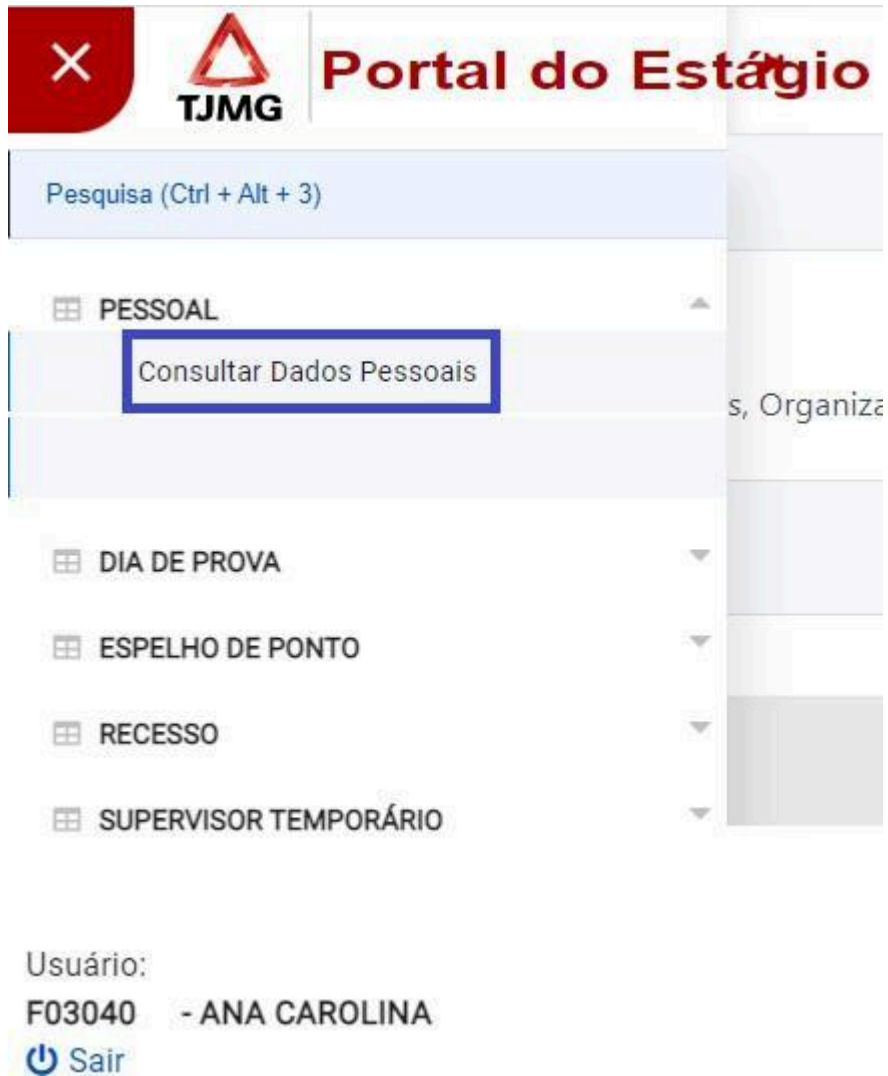 TJMG
Portal do Estágio
Pesquisa (Ctrl + Alt + 3)
PESSOAL
Consultar Dados Pessoais
s, Organiza
DIA DE PROVA
ESPELHO DE PONTO
RECESSO
SUPERVISOR TEMPORÁRIO
Usuário:
F03040 - ANA CAROLINA
Sair